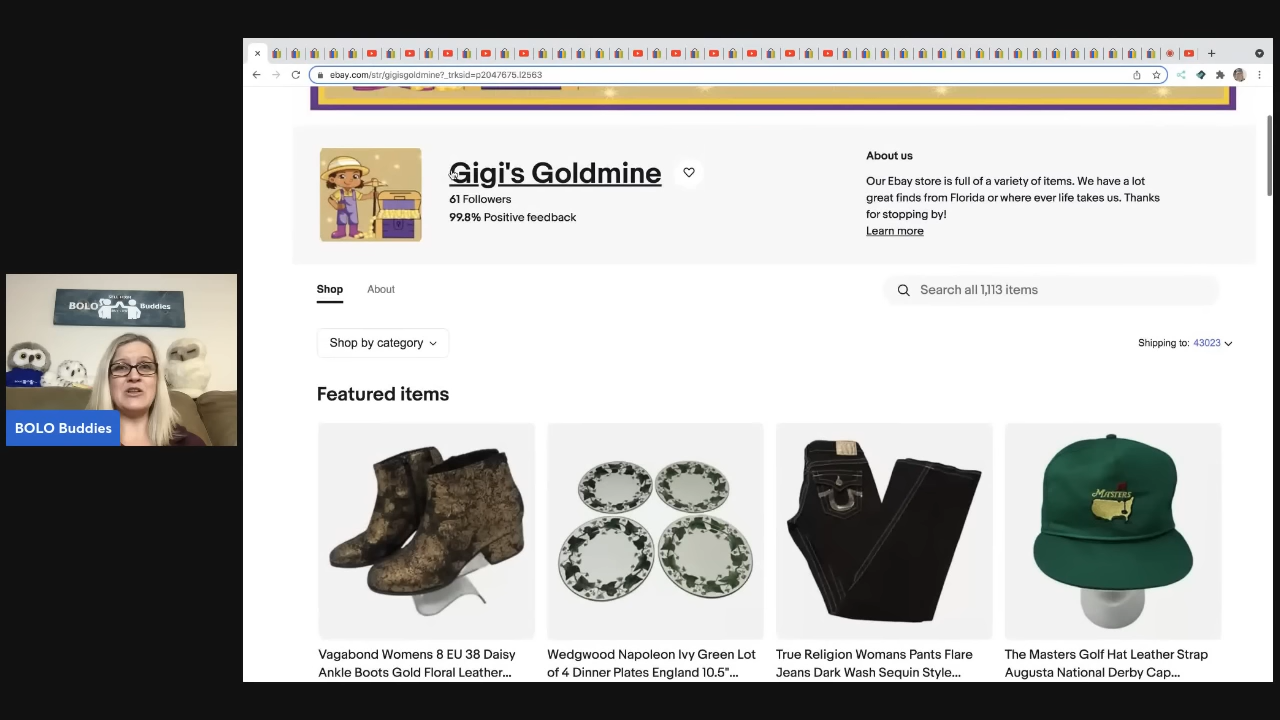 ebay.com/str/gigisgoldmine?_trksid=p2047675.l2563
Gigi's Goldmine
61 Followers
99.8% Positive feedback
About us
Our Ebay store is full of a variety of items. We have a lot
great finds from Florida or where ever life takes us. Thanks
for stopping by!
Learn more
Shop
About
Search all 1,113 items
Shop by category
Shipping to: 43023
Featured items
MASTERS
Vagabond Womens 8 EU 38 Daisy
Ankle Boots Gold Floral Leather...
Wedgwood Napoleon Ivy Green Lot
of 4 Dinner Plates England 10.5"...
True Religion Womans Pants Flare
Jeans Dark Wash Sequin Style...
The Masters Golf Hat Leather Strap
Augusta National Derby Cap...
BOLO Buddies
BOLO Buddies